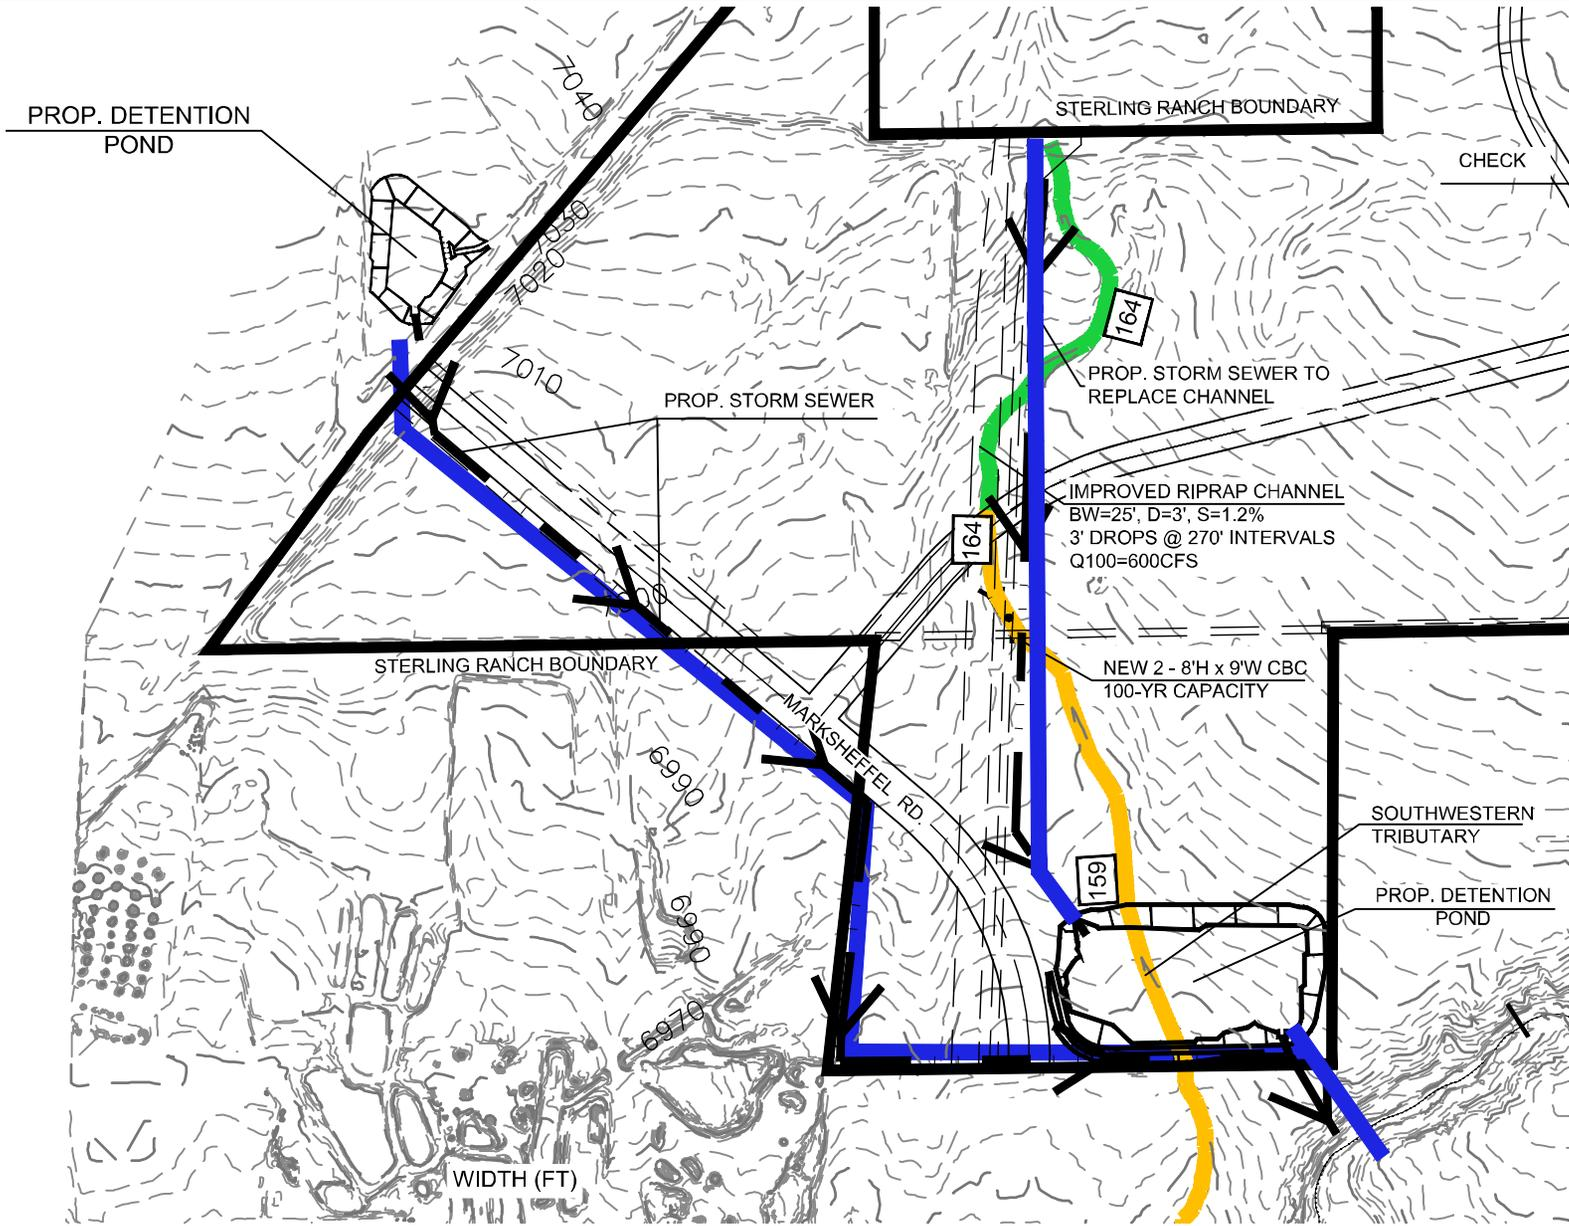 7040
STERLING RANCH BOUNDARY
PROP. DETENTION
POND
CHECK
7030
7020
164
7010
PROP. STORM SEWER TO
REPLACE CHANNEL
PROP. STORM SEWER
IMPROVED RIPRAP CHANNEL
BW=25', D=3', S=1.2%
3' DROPS @ 270' INTERVALS
Q100=600CFS
164
7000
STERLING RANCH BOUNDARY
NEW 2 - 8'H x 9'W CBC
100-YR CAPACITY
MARKSHEFFEL RD.
6990
SOUTHWESTERN
TRIBUTARY
159
PROP. DETENTION
POND
6990
6970
WIDTH (FT)